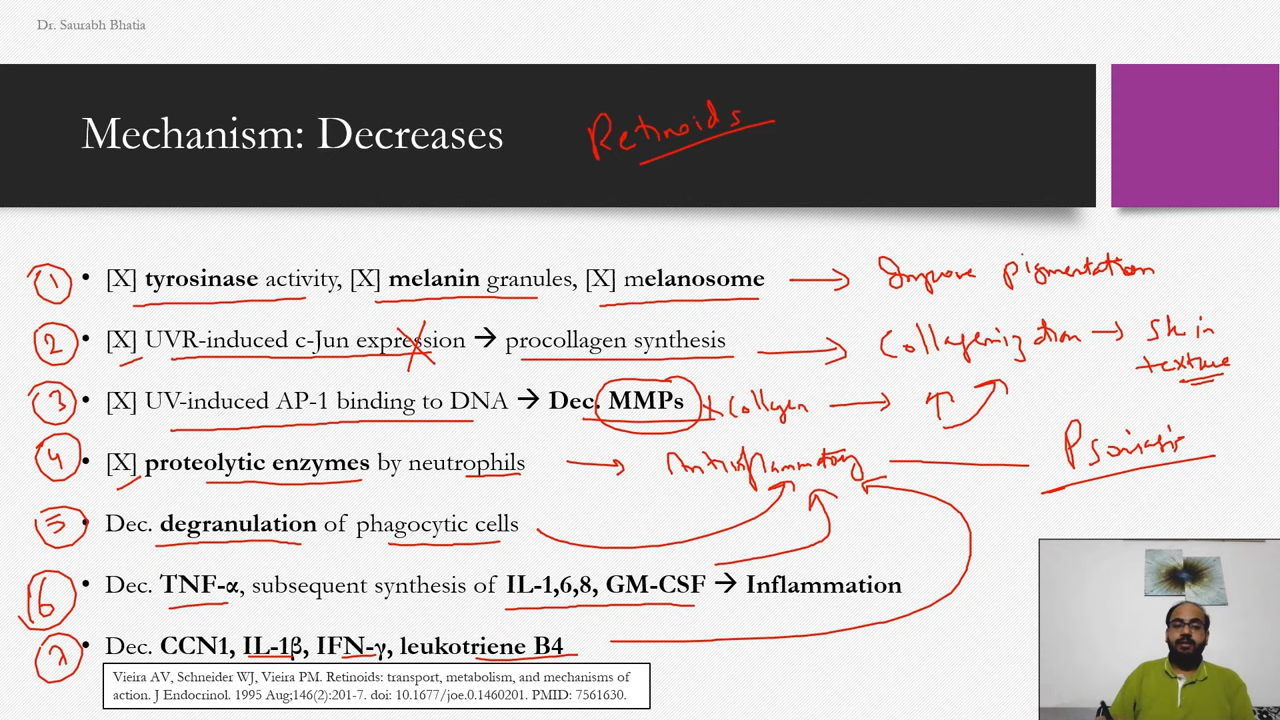 Dr. Saurabh Bhatia
Mechanism: Decreases Retinoids
1 • [X] tyrosinase activity, [X] melanin granules, [X] melanosome → Improve pigmentation
2 • [X] UVR-induced c-Jun expression → procollagen synthesis → Collagenization → Skin texture
3 • [X] UV-induced AP-1 binding to DNA → Dec. MMPs + Collagen → ↑
4 • [X] proteolytic enzymes by neutrophils → Antiinflammatory — Psoriasis
5 • Dec. degranulation of phagocytic cells
6 • Dec. TNF-α, subsequent synthesis of IL-1,6,8, GM-CSF → Inflammation
7 • Dec. CCN1, IL-1β, IFN-γ, leukotriene B4
Vieira AV, Schneider WJ, Vieira PM. Retinoids: transport, metabolism, and mechanisms of
action. J Endocrinol. 1995 Aug;146(2):201-7. doi: 10.1677/joe.0.1460201. PMID: 7561630.